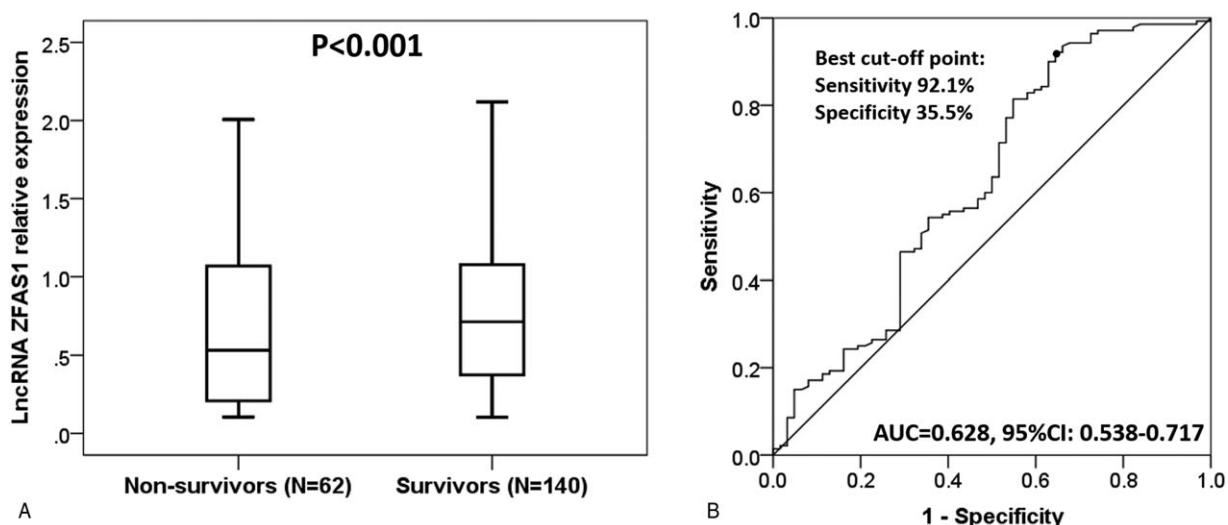 P<0.001
LncRNA ZFAS1 relative expression
2.5
2.0
1.5
1.0
.5
.0
Non-survivors (N=62)
Survivors (N=140)
A
Best cut-off point:
Sensitivity 92.1%
Specificity 35.5%
Sensitivity
1.0
0.8
0.6
0.4
0.2
0.0
AUC=0.628, 95%CI: 0.538-0.717
0.0 0.2 0.4 0.6 0.8 1.0
1 - Specificity
B